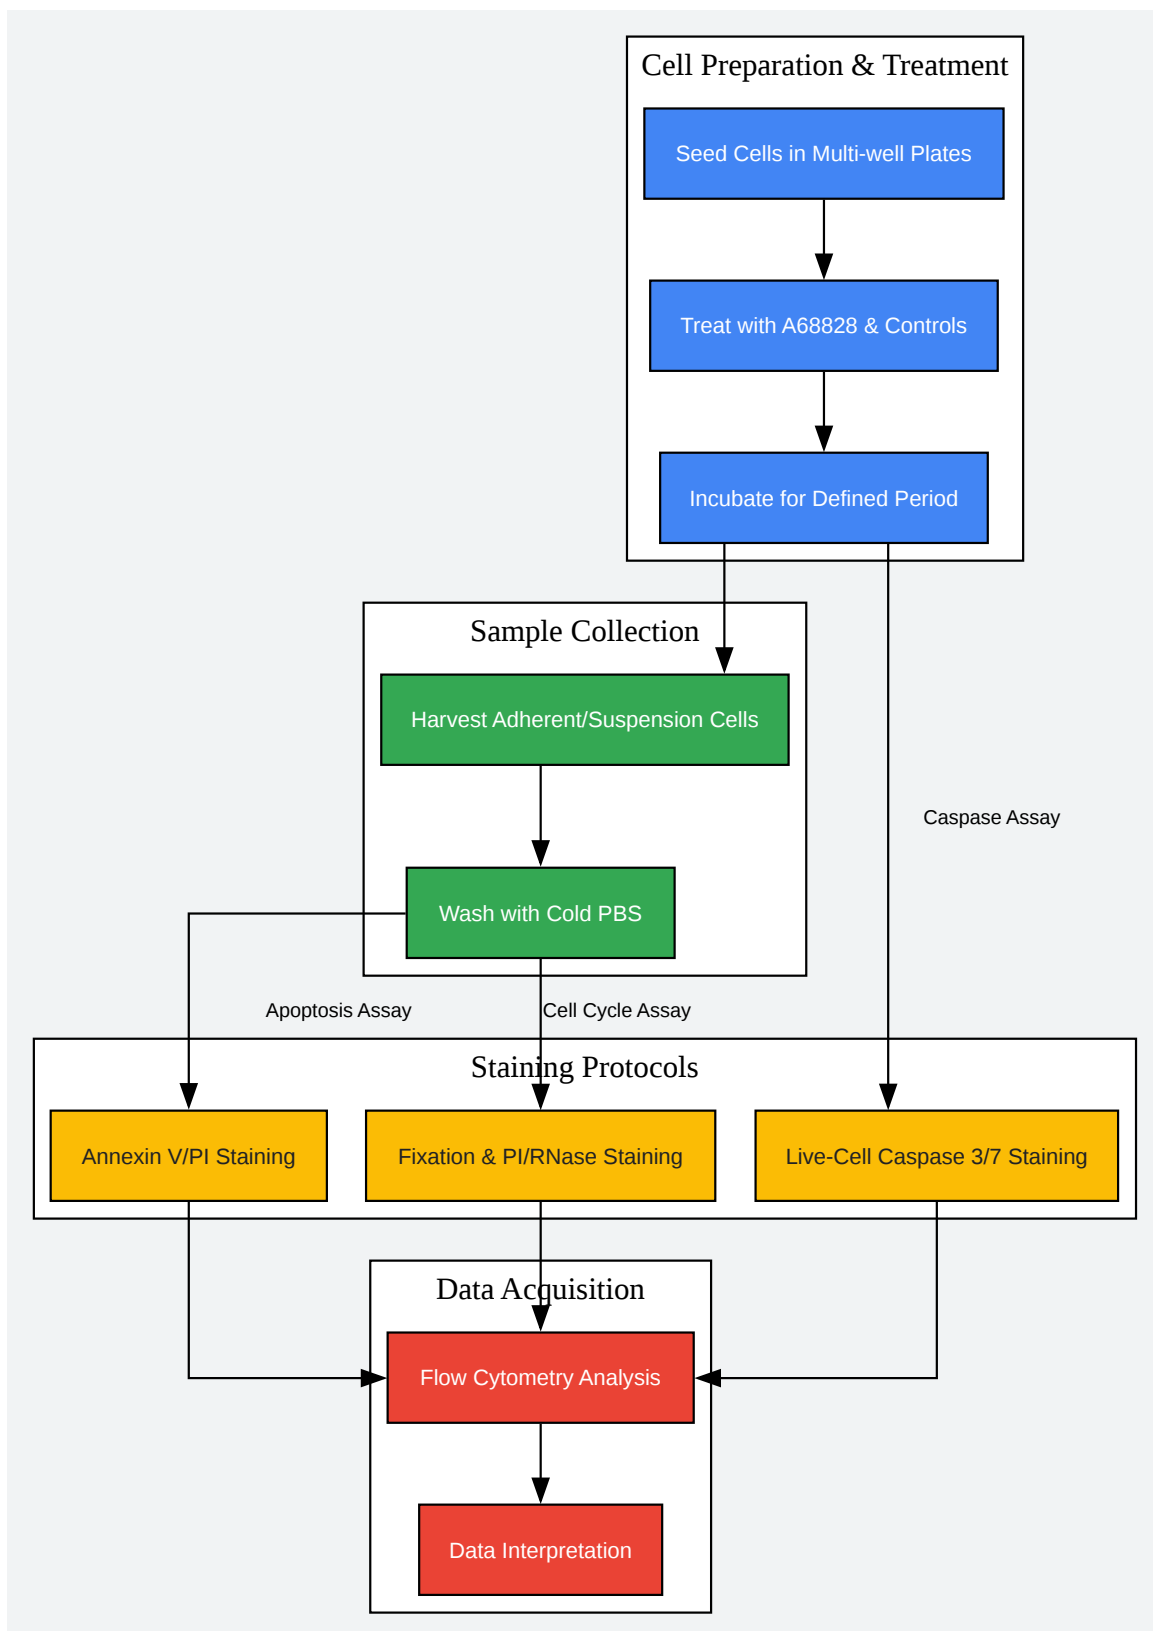 Cell Preparation & Treatment
Seed Cells in Multi-well Plates
Treat with A68828 & Controls
Incubate for Defined Period
Sample Collection
Harvest Adherent/Suspension Cells
Caspase Assay
Wash with Cold PBS
Apoptosis Assay
Cell Cycle Assay
Staining Protocols
Annexin V/PI Staining
Fixation & PI/RNase Staining
Live-Cell Caspase 3/7 Staining
Data Acquisition
Flow Cytometry Analysis
Data Interpretation